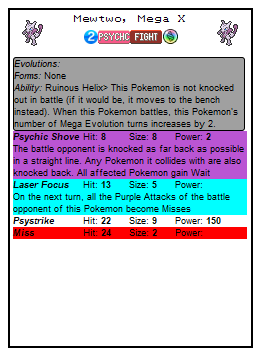 Mewtwo, Mega X
2 PSYCHC FIGHT
Evolutions:
Forms: None
Ability: Ruinous Helix> This Pokemon is not knocked
out in battle (if it would be, it moves to the bench
instead). When this Pokemon battles, this Pokemon's
number of Mega Evolution turns increases by 2.
Psychic Shove Hit: 8 Size: 8 Power: 2
The battle opponent is knocked as far back as possible
in a straight line. Any Pokemon it collides with are also
knocked back. All affected Pokemon gain Wait
Laser Focus Hit: 13 Size: 5 Power:
On the next turn, all the Purple Attacks of the battle
opponent of this Pokemon become Misses
Psystrike Hit: 22 Size: 9 Power: 150
Miss Hit: 24 Size: 2 Power: